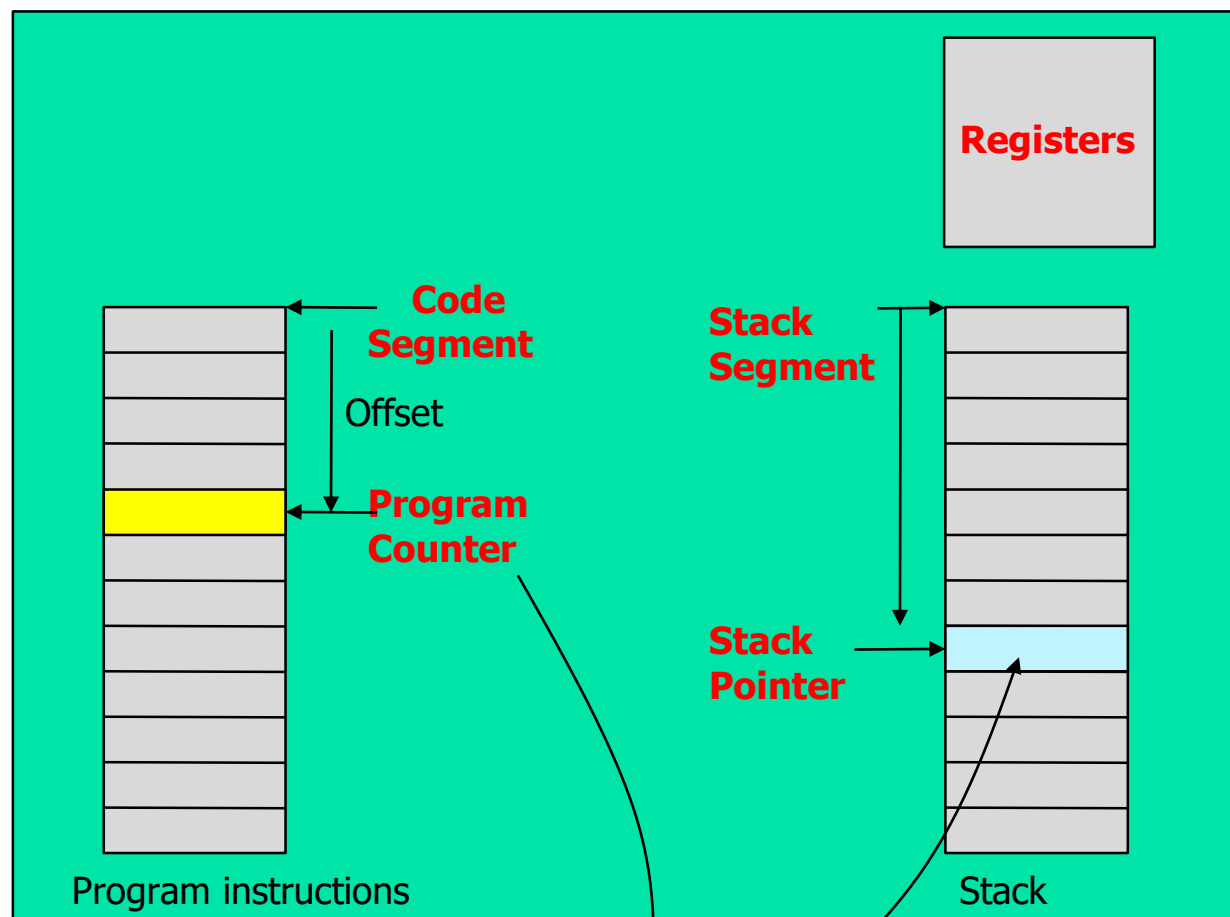 Registers
Code
Segment
Stack
Segment
Offset
Program
Counter
Stack
Pointer
Program instructions
Stack